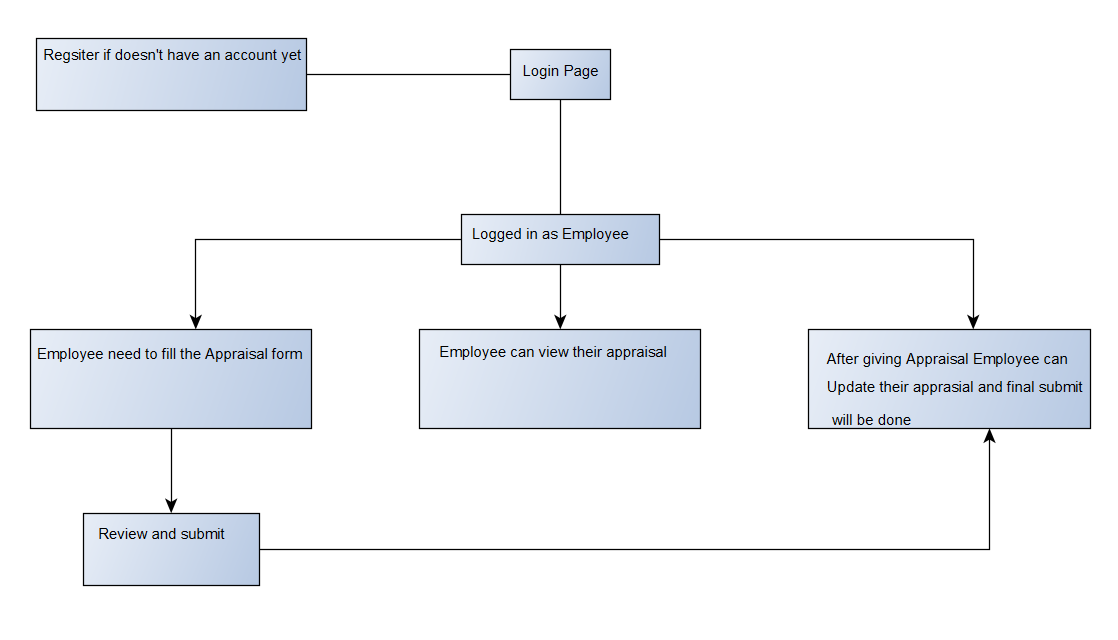 Regsiter if doesn't have an account yet
Login Page
Logged in as Employee
Employee need to fill the Appraisal form
Employee can view their appraisal
After giving Appraisal Employee can
Update their apprasial and final submit
will be done
Review and submit